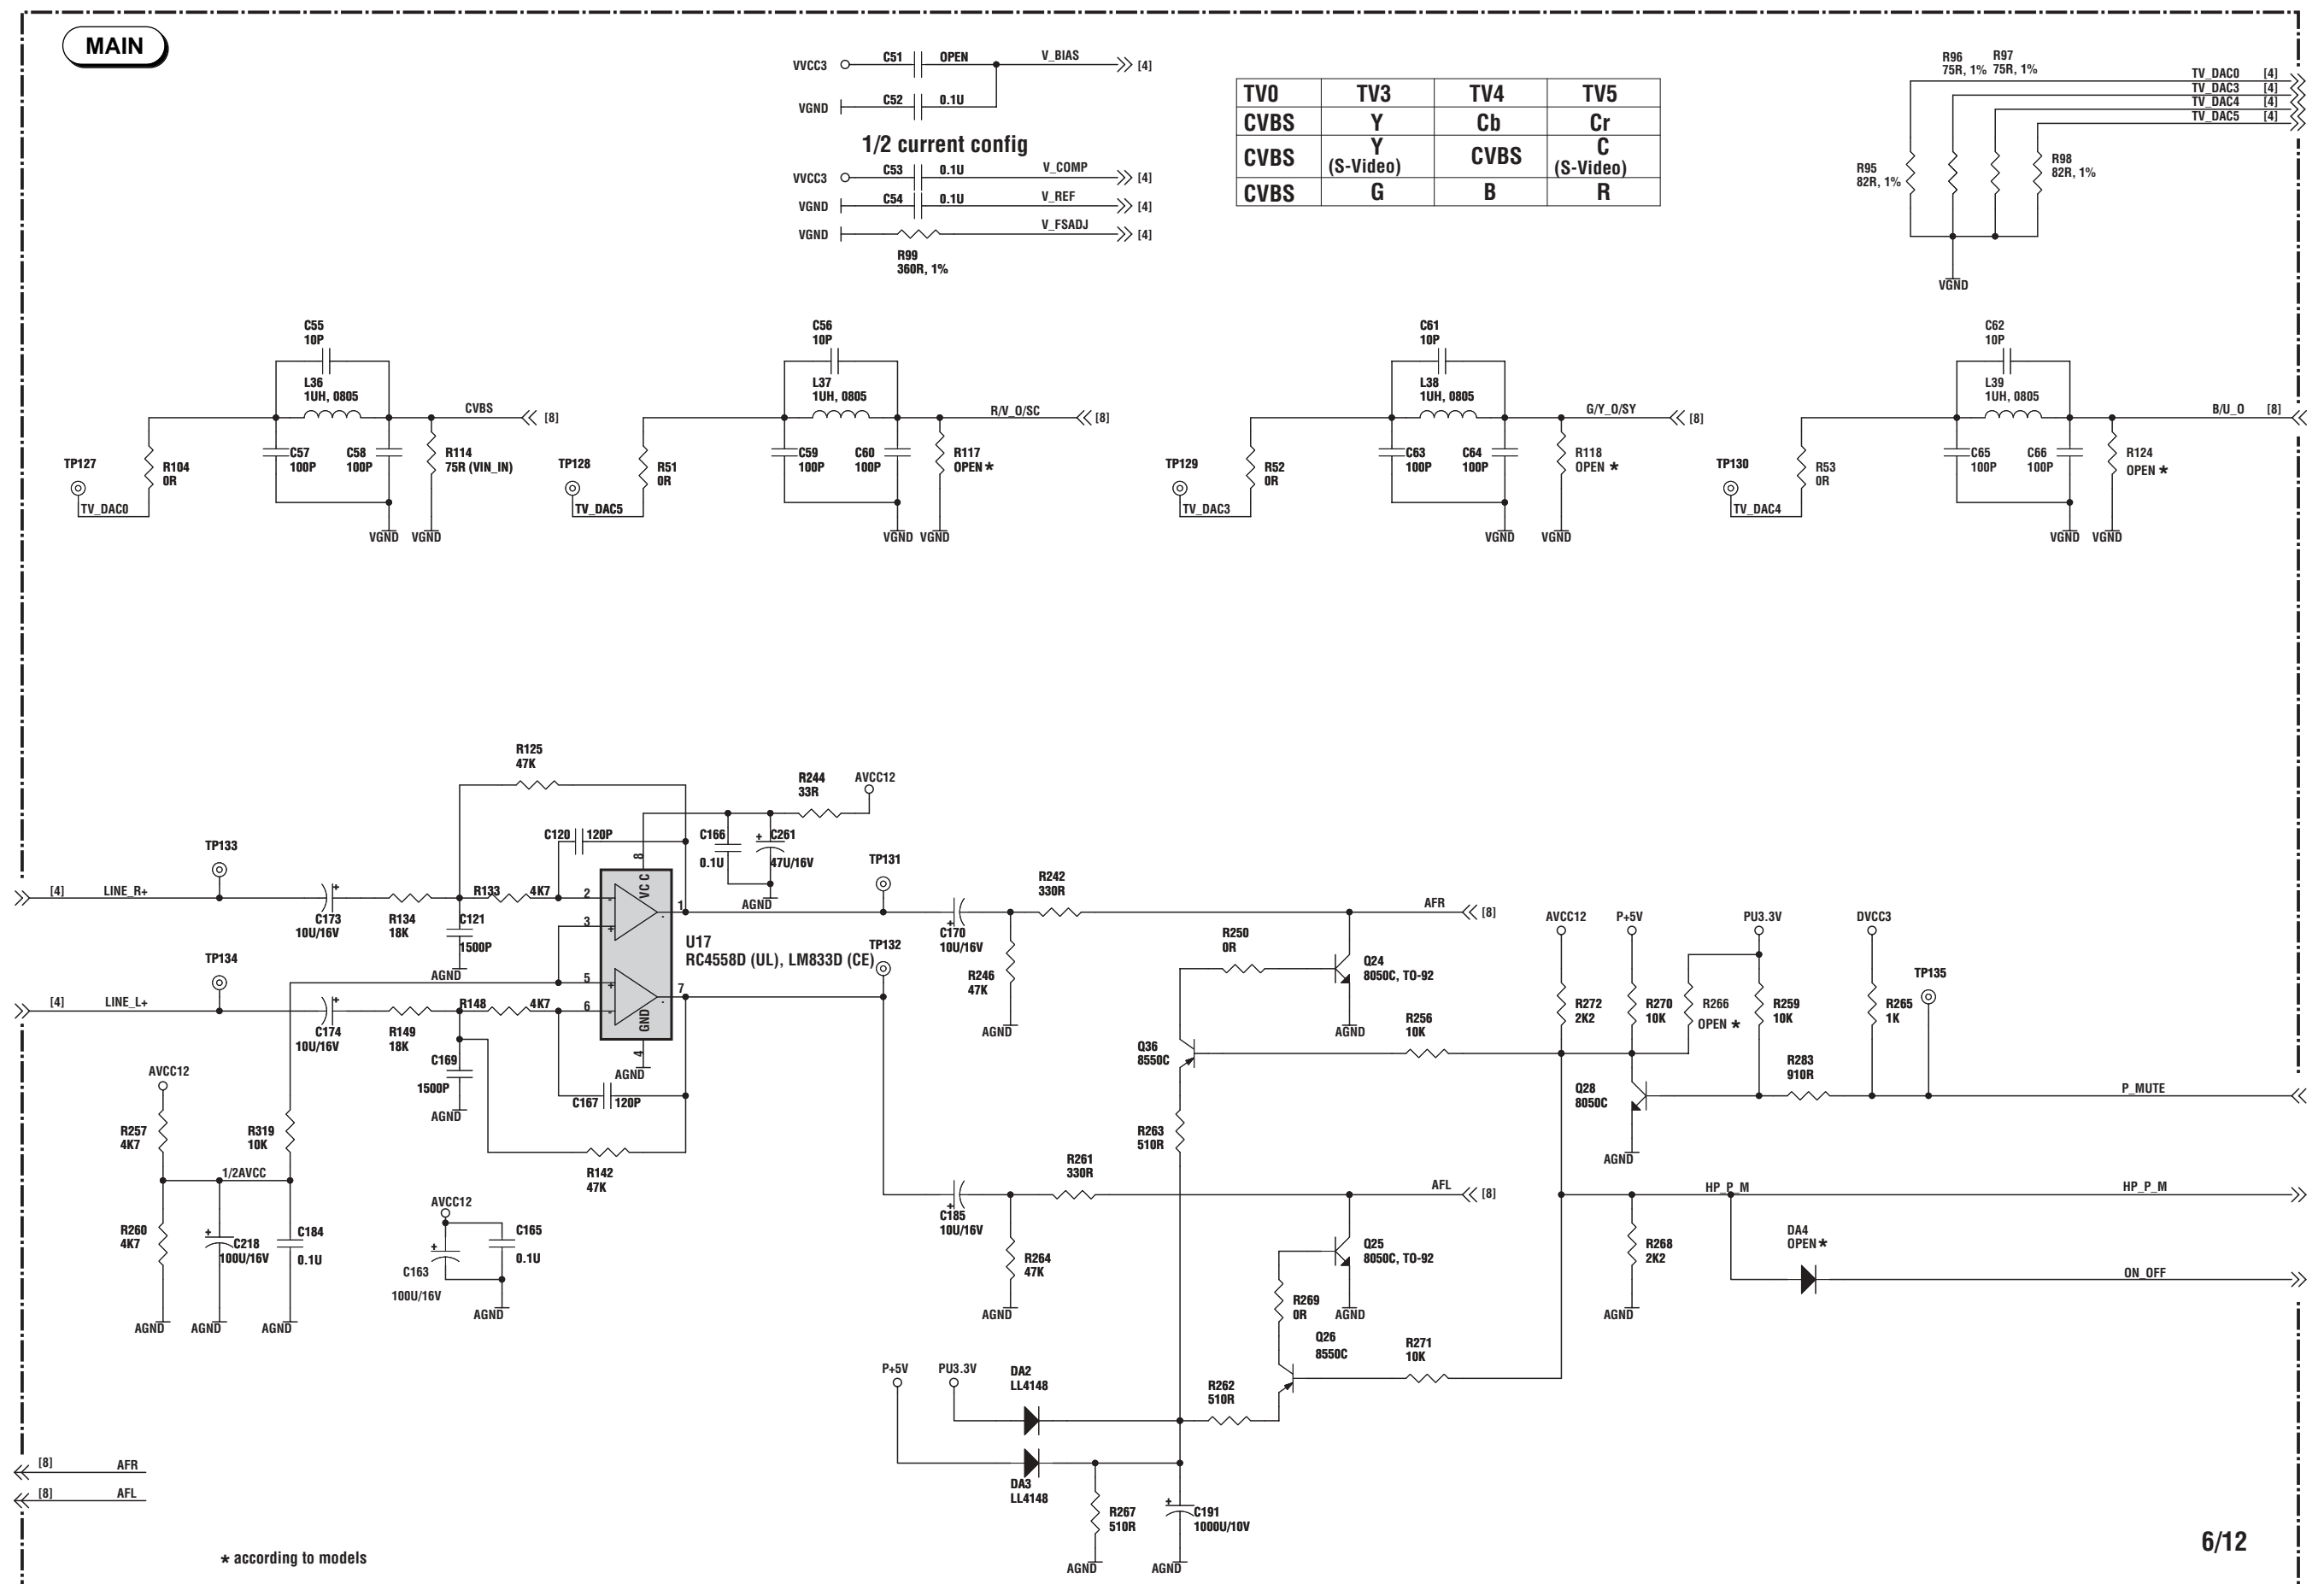 MAIN
VVCC3 C51 OPEN V_BIAS [4]
VGND C52 0.1U
1/2 current config
VVCC3 C53 0.1U V_COMP [4]
VGND C54 0.1U V_REF [4]
VGND V_FSADJ [4]
R99
360R, 1%
TV0 TV3 TV4 TV5
CVBS Y Cb Cr
CVBS Y (S-Video) CVBS C (S-Video)
CVBS G B R
R96
75R, 1%
R97
75R, 1%
TV_DAC0 [4]
TV_DAC3 [4]
TV_DAC4 [4]
TV_DAC5 [4]
R95
82R, 1%
R98
82R, 1%
VGND
C55
10P
L36
1UH, 0805
CVBS [8]
C57
100P
C58
100P
R114
75R (VIN_IN)
TP127
R104
0R
TV_DAC0
VGND VGND
C56
10P
L37
1UH, 0805
R/V_O/SC [8]
C59
100P
C60
100P
R117
OPEN *
TP128
R51
0R
TV_DAC5
VGND VGND
C61
10P
L38
1UH, 0805
G/Y_O/SY [8]
C63
100P
C64
100P
R118
OPEN *
TP129
R52
0R
TV_DAC3
VGND VGND
C62
10P
L39
1UH, 0805
B/U_O [8]
C65
100P
C66
100P
R124
OPEN *
TP130
R53
0R
TV_DAC4
VGND VGND
R125
47K
R244
33R
AVCC12
C120 120P
C166
0.1U
+ C261
47U/16V
AGND
TP133
[4] LINE_R+
+
C173
10U/16V
R134
18K
R133 4K7
C121
1500P
AGND
8
VC C
2 -
3 +
1
5 +
6 -
7
GND
4
AGND
U17
RC4558D (UL), LM833D (CE)
TP134
[4] LINE_L+
+
C174
10U/16V
R149
18K
R148 4K7
C169
1500P
AGND
C167 120P
R142
47K
AVCC12
R257
4K7
R319
10K
1/2AVCC
R260
4K7
+ C218
100U/16V
C184
0.1U
AGND AGND AGND
AVCC12
+
C163
100U/16V
C165
0.1U
AGND
TP131
+
C170
10U/16V
R242
330R
AFR [8]
R246
47K
AGND
TP132
R250
0R
Q24
8050C, TO-92
AGND
Q36
8550C
R256
10K
R263
510R
+
C185
10U/16V
R261
330R
AFL [8]
R264
47K
AGND
Q25
8050C, TO-92
R269
0R
AGND
Q26
8550C
R271
10K
R262
510R
P+5V PU3.3V
DA2
LL4148
DA3
LL4148
R267
510R
AGND
+ C191
1000U/10V
AGND
AVCC12 P+5V PU3.3V DVCC3
TP135
R272
2K2
R270
10K
R266
OPEN *
R259
10K
R265
1K
R283
910R
Q28
8050C
P_MUTE
AGND
HP_P_M HP_P_M
R268
2K2
AGND
DA4
OPEN *
ON_OFF
[8] AFR
[8] AFL
* according to models
6/12